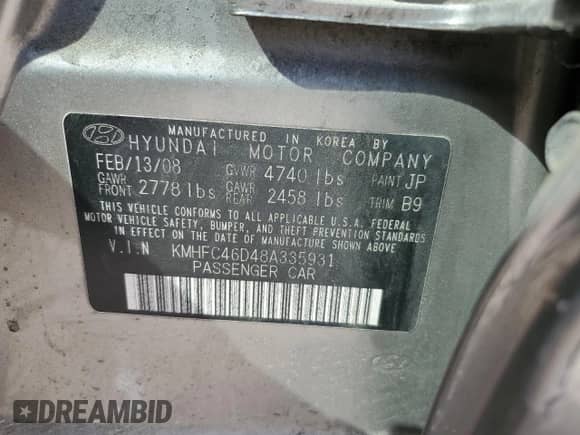 MANUFACTURED IN KOREA BY
HYUNDAI MOTOR COMPANY
FEB/13/08 GVWR 4740 lbs PAINT JP
GAWR FRONT 2778 lbs GAWR REAR 2458 lbs TRIM B9
THIS VEHICLE CONFORMS TO ALL APPLICABLE U.S.A. FEDERAL
MOTOR VEHICLE SAFETY, BUMPER, AND THEFT PREVENTION STANDARDS
IN EFFECT ON THE DATE OF MANUFACTURE SHOWN ABOVE
V.I.N KMHFC46D48A335931
PASSENGER CAR
DREAMBID